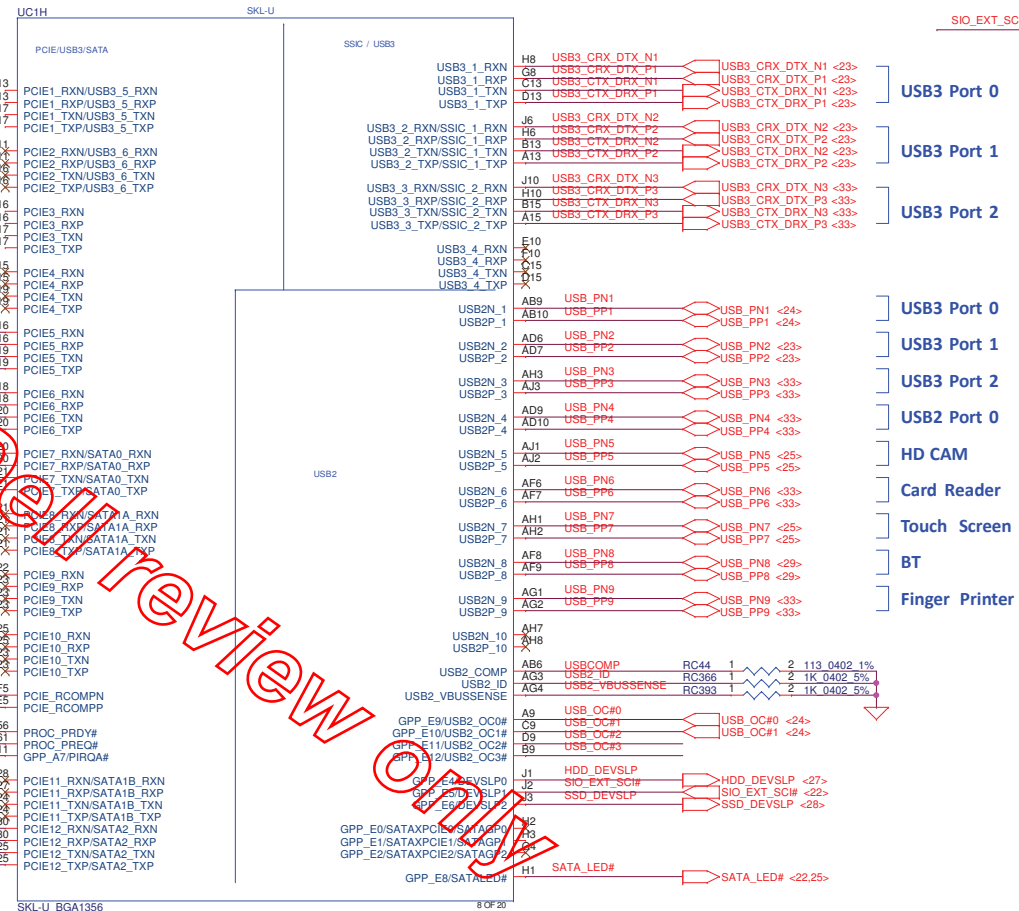 UC1H
SKL-U
SIO_EXT_SC
PCIE/USB3/SATA
SSIC / USB3
PCIE1_RXN/USB3_5_RXN
PCIE1_RXP/USB3_5_RXP
PCIE1_TXN/USB3_5_TXN
PCIE1_TXP/USB3_5_TXP
PCIE2_RXN/USB3_6_RXN
PCIE2_RXP/USB3_6_RXP
PCIE2_TXN/USB3_6_TXN
PCIE2_TXP/USB3_6_TXP
PCIE3_RXN
PCIE3_RXP
PCIE3_TXN
PCIE3_TXP
PCIE4_RXN
PCIE4_RXP
PCIE4_TXN
PCIE4_TXP
PCIE5_RXN
PCIE5_RXP
PCIE5_TXN
PCIE5_TXP
PCIE6_RXN
PCIE6_RXP
PCIE6_TXN
PCIE6_TXP
PCIE7_RXN/SATA0_RXN
PCIE7_RXP/SATA0_RXP
PCIE7_TXN/SATA0_TXN
PCIE7_TXP/SATA0_TXP
PCIE8_RXN/SATA1A_RXN
PCIE8_RXP/SATA1A_RXP
PCIE8_TXN/SATA1A_TXN
PCIE8_TXP/SATA1A_TXP
PCIE9_RXN
PCIE9_RXP
PCIE9_TXN
PCIE9_TXP
PCIE10_RXN
PCIE10_RXP
PCIE10_TXN
PCIE10_TXP
PCIE_RCOMPN
PCIE_RCOMPP
PROC_PRDY#
PROC_PREQ#
GPP_A7/PIRQA#
PCIE11_RXN/SATA1B_RXN
PCIE11_RXP/SATA1B_RXP
PCIE11_TXN/SATA1B_TXN
PCIE11_TXP/SATA1B_TXP
PCIE12_RXN/SATA2_RXN
PCIE12_RXP/SATA2_RXP
PCIE12_TXN/SATA2_TXN
PCIE12_TXP/SATA2_TXP
USB3_1_RXN H8 USB3_CRX_DTX_N1 USB3_CRX_DTX_N1 <23>
USB3_1_RXP G8 USB3_CRX_DTX_P1 USB3_CRX_DTX_P1 <23>
USB3_1_TXN C13 USB3_CTX_DRX_N1 USB3_CTX_DRX_N1 <23>
USB3_1_TXP D13 USB3_CTX_DRX_P1 USB3_CTX_DRX_P1 <23>
USB3 Port 0
USB3_2_RXN/SSIC_1_RXN J6 USB3_CRX_DTX_N2 USB3_CRX_DTX_N2 <23>
USB3_2_RXP/SSIC_1_RXP H6 USB3_CRX_DTX_P2 USB3_CRX_DTX_P2 <23>
USB3_2_TXN/SSIC_1_TXN B13 USB3_CTX_DRX_N2 USB3_CTX_DRX_N2 <23>
USB3_2_TXP/SSIC_1_TXP A13 USB3_CTX_DRX_P2 USB3_CTX_DRX_P2 <23>
USB3 Port 1
USB3_3_RXN/SSIC_2_RXN J10 USB3_CRX_DTX_N3 USB3_CRX_DTX_N3 <33>
USB3_3_RXP/SSIC_2_RXP H10 USB3_CRX_DTX_P3 USB3_CRX_DTX_P3 <33>
USB3_3_TXN/SSIC_2_TXN B15 USB3_CTX_DRX_N3 USB3_CTX_DRX_N3 <33>
USB3_3_TXP/SSIC_2_TXP A15 USB3_CTX_DRX_P3 USB3_CTX_DRX_P3 <33>
USB3 Port 2
USB3_4_RXN E10
USB3_4_RXP F10
USB3_4_TXN C15
USB3_4_TXP D15
USB2
USB2N_1 AB9 USB_PN1 USB_PN1 <24>
USB2P_1 AB10 USB_PP1 USB_PP1 <24>
USB3 Port 0
USB2N_2 AD6 USB_PN2 USB_PN2 <23>
USB2P_2 AD7 USB_PP2 USB_PP2 <23>
USB3 Port 1
USB2N_3 AH3 USB_PN3 USB_PN3 <33>
USB2P_3 AJ3 USB_PP3 USB_PP3 <33>
USB3 Port 2
USB2N_4 AD9 USB_PN4 USB_PN4 <33>
USB2P_4 AD10 USB_PP4 USB_PP4 <33>
USB2 Port 0
USB2N_5 AJ1 USB_PN5 USB_PN5 <25>
USB2P_5 AJ2 USB_PP5 USB_PP5 <25>
HD CAM
USB2N_6 AF6 USB_PN6 USB_PN6 <33>
USB2P_6 AF7 USB_PP6 USB_PP6 <33>
Card Reader
USB2N_7 AH1 USB_PN7 USB_PN7 <25>
USB2P_7 AH2 USB_PP7 USB_PP7 <25>
Touch Screen
USB2N_8 AF8 USB_PN8 USB_PN8 <29>
USB2P_8 AF9 USB_PP8 USB_PP8 <29>
BT
USB2N_9 AG1 USB_PN9 USB_PN9 <33>
USB2P_9 AG2 USB_PP9 USB_PP9 <33>
Finger Printer
USB2N_10 AH7
USB2P_10 AH8
USB2_COMP AB6 USBCOMP RC44 1 2 113_0402_1%
USB2_ID AG3 USB2_ID RC366 1 2 1K_0402_5%
USB2_VBUSSENSE AG4 USB2_VBUSSENSE RC393 1 2 1K_0402_5%
GPP_E9/USB2_OC0# A9 USB_OC#0 USB_OC#0 <24>
GPP_E10/USB2_OC1# C9 USB_OC#1 USB_OC#1 <24>
GPP_E11/USB2_OC2# D9 USB_OC#2
GPP_E12/USB2_OC3# B9 USB_OC#3
GPP_E4/DEVSLP0 J1 HDD_DEVSLP HDD_DEVSLP <27>
GPP_E5/DEVSLP1 J2 SIO_EXT_SCI# SIO_EXT_SCI# <22>
GPP_E6/DEVSLP2 J3 SSD_DEVSLP SSD_DEVSLP <28>
GPP_E0/SATAXPCIE0/SATAGP0 H2
GPP_E1/SATAXPCIE1/SATAGP1 H3
GPP_E2/SATAXPCIE2/SATAGP2 G4
GPP_E8/SATALED# H1 SATA_LED# SATA_LED# <22,25>
SKL-U_BGA1356
8 OF 20
review only